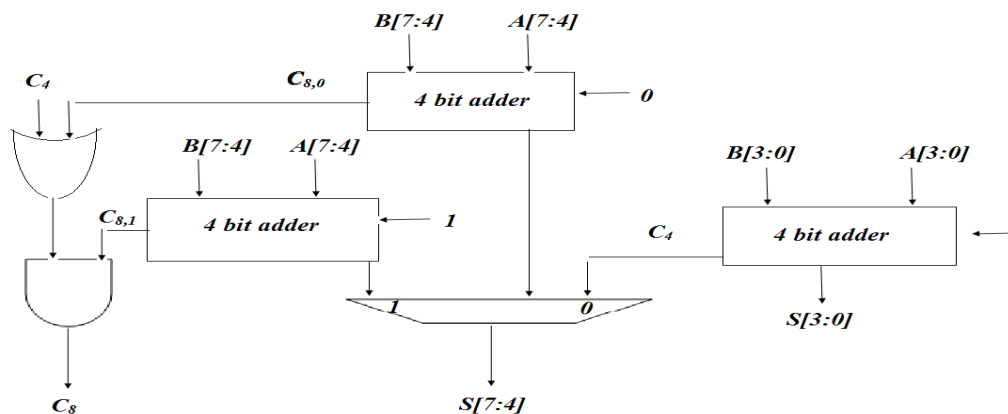 B[7:4] A[7:4]
C4 C8,0
4 bit adder 0
B[7:4] A[7:4] B[3:0] A[3:0]
C8,1 4 bit adder 1 C4 4 bit adder
1 0
S[3:0]
C8 S[7:4]